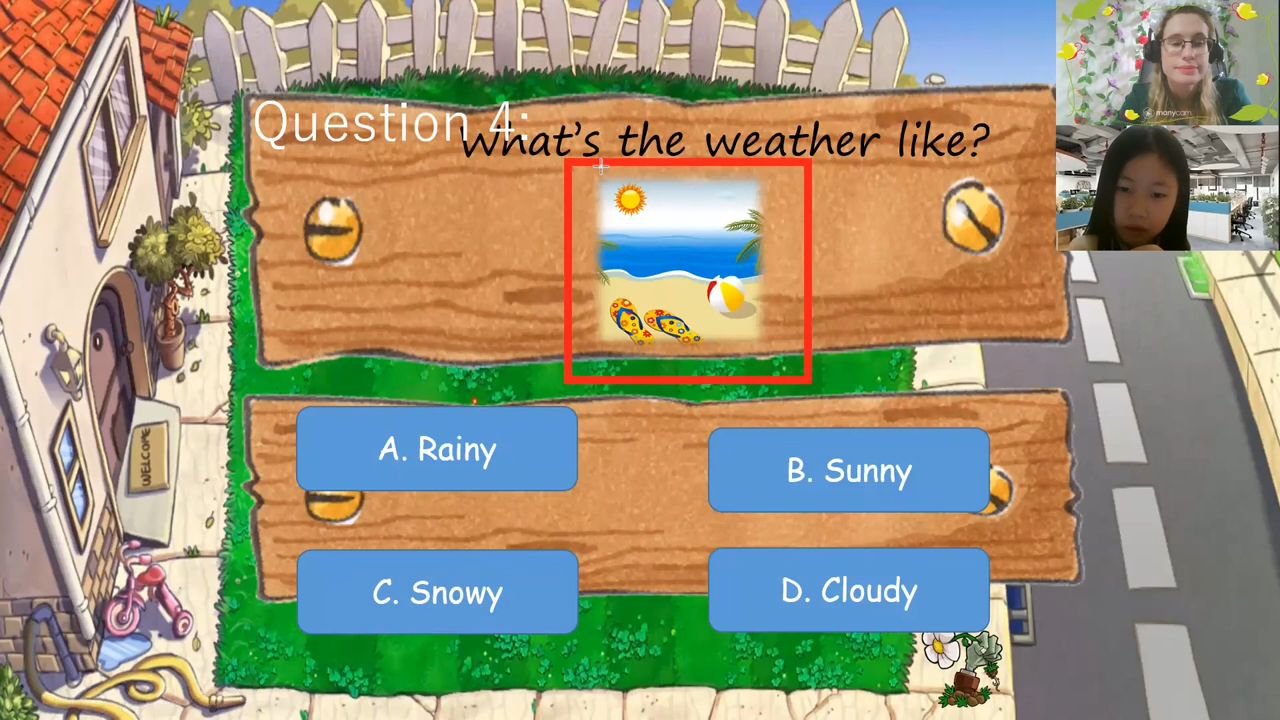 Question 4:
What's the weather like?
A. Rainy
B. Sunny
C. Snowy
D. Cloudy
WELCOME
manycam